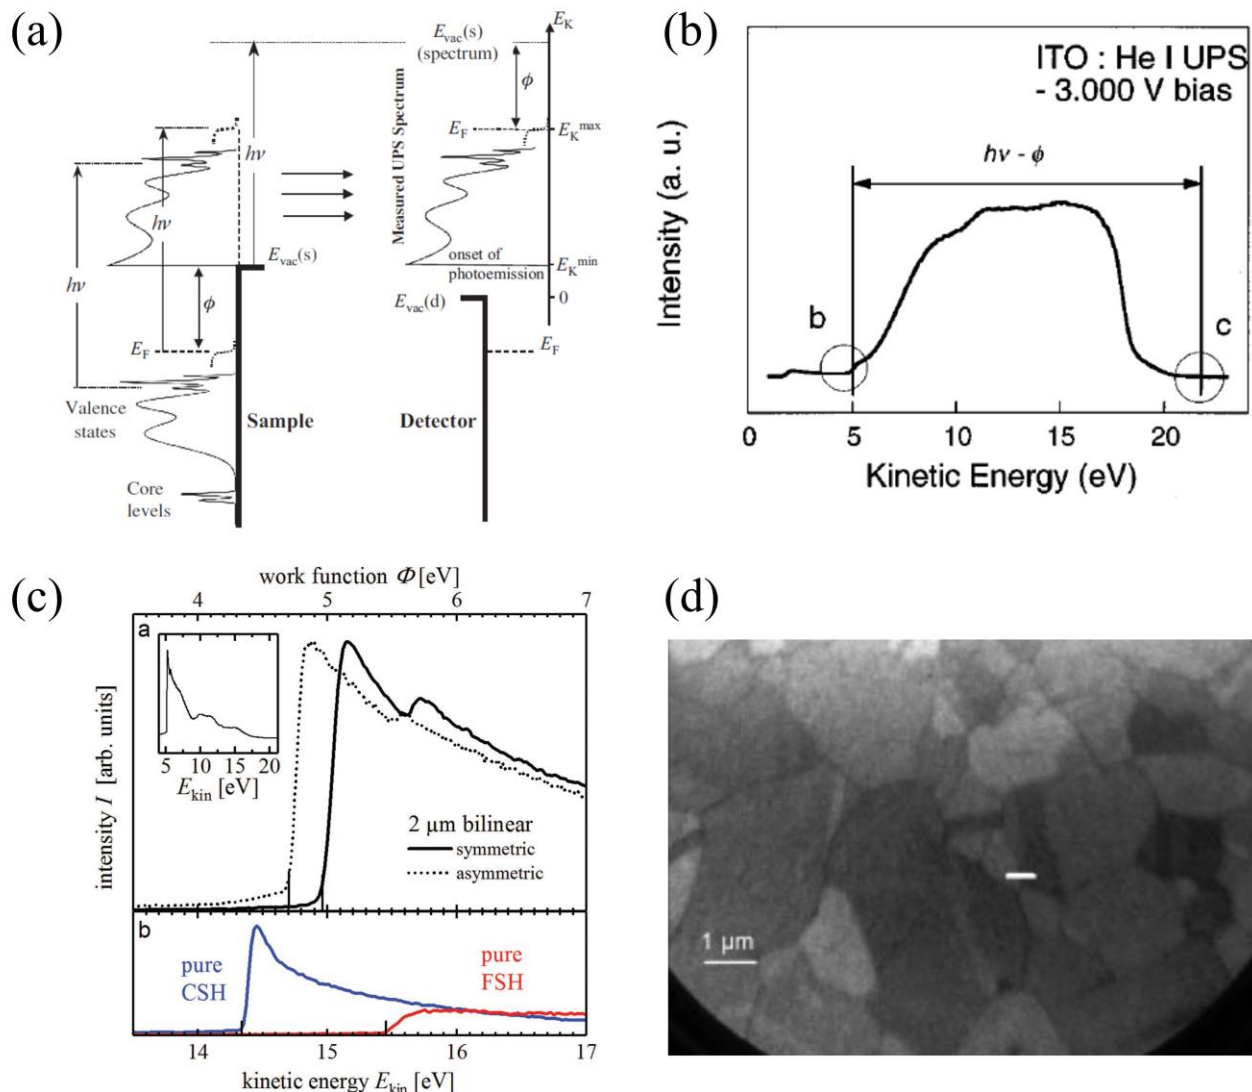 (a)
E_K
E_vac(s)
(spectrum)
ϕ
hν
E_F
E_K^max
Measured UPS Spectrum
hν
hν
E_vac(s)
onset of
photoemission
E_K^min
ϕ
E_vac(d)
0
E_F
E_F
Valence
states
Sample
Detector
Core
levels
(b)
ITO : He I UPS
- 3.000 V bias
hν - ϕ
Intensity (a. u.)
b
c
0 5 10 15 20
Kinetic Energy (eV)
(c)
work function Φ [eV]
4 5 6 7
a
5 10 15 20
E_kin [eV]
intensity I [arb. units]
2 µm bilinear
symmetric
asymmetric
b
pure
CSH
pure
FSH
14 15 16 17
kinetic energy E_kin [eV]
(d)
1 µm